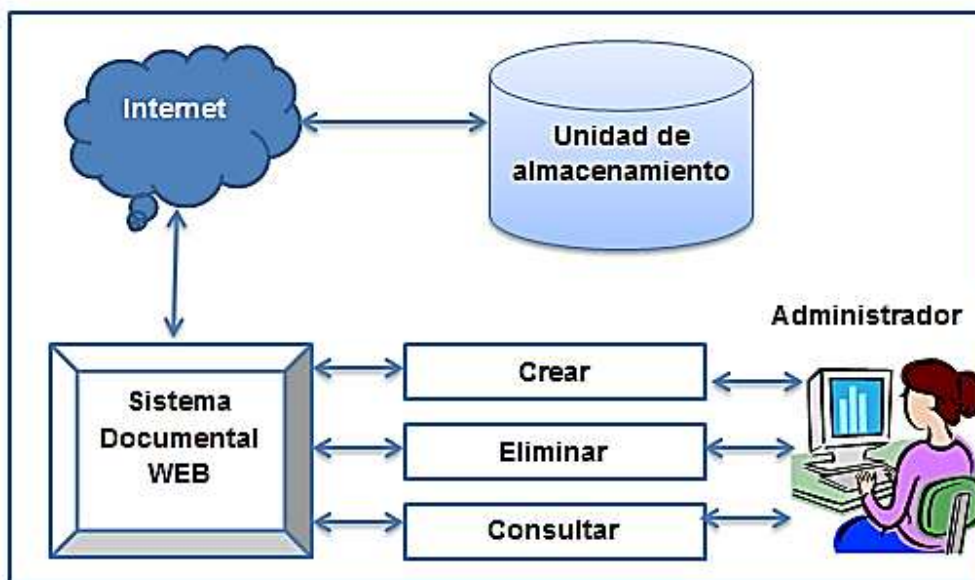 Internet
Unidad de
almacenamiento
Administrador
Sistema
Documental
WEB
Crear
Eliminar
Consultar